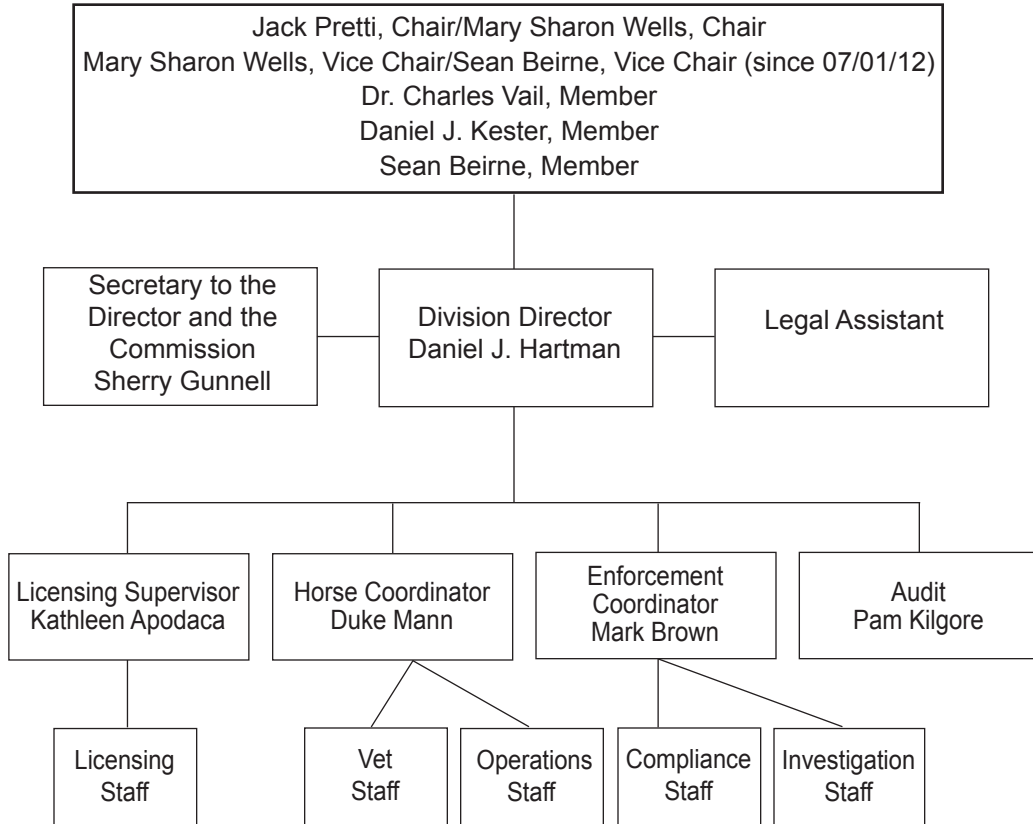 Jack Pretti, Chair/Mary Sharon Wells, Chair
Mary Sharon Wells, Vice Chair/Sean Beirne, Vice Chair (since 07/01/12)
Dr. Charles Vail, Member
Daniel J. Kester, Member
Sean Beirne, Member
Secretary to the
Director and the
Commission
Sherry Gunnell
Division Director
Daniel J. Hartman
Legal Assistant
Licensing Supervisor
Kathleen Apodaca
Horse Coordinator
Duke Mann
Enforcement
Coordinator
Mark Brown
Audit
Pam Kilgore
Licensing
Staff
Vet
Staff
Operations
Staff
Compliance
Staff
Investigation
Staff